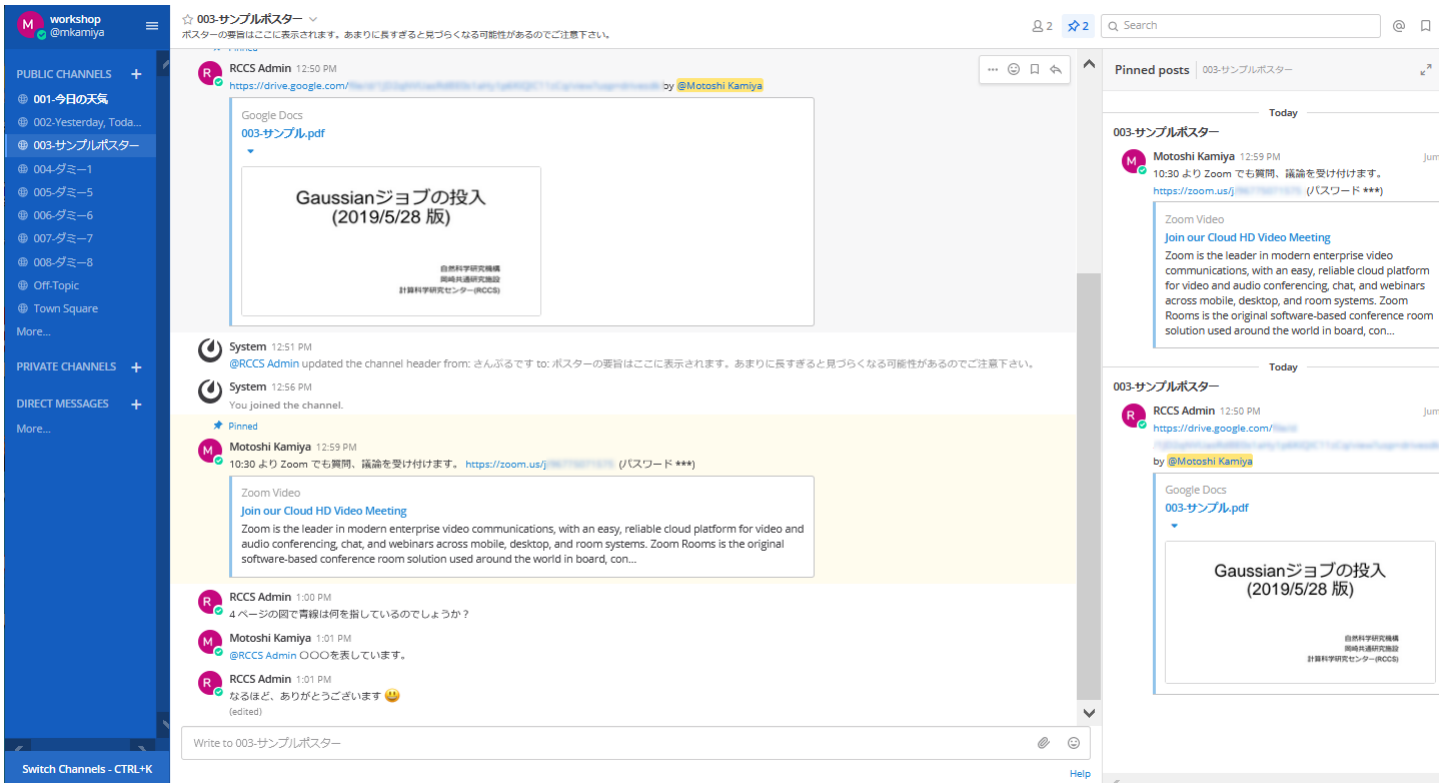 workshop
@mkamiya
PUBLIC CHANNELS +
001-今日の天気
002-Yesterday, Toda...
003-サンプルポスター
004-ダミー1
005-ダミー5
006-ダミー6
007-ダミー7
008-ダミー8
Off-Topic
Town Square
More...
PRIVATE CHANNELS +
DIRECT MESSAGES +
More...
Switch Channels - CTRL+K
003-サンプルポスター
ポスターの要旨はここに表示されます。あまりに長すぎると見づらくなる可能性があるのでご注意下さい。
2
2
Search
Pinned
RCCS Admin 12:50 PM
https://drive.google.com/ by @Motoshi Kamiya
Google Docs
003-サンプル.pdf
Gaussianジョブの投入
(2019/5/28 版)
自然科学研究機構
岡崎共通研究施設
計算科学研究センター(RCCS)
System 12:51 PM
@RCCS Admin updated the channel header from: さんぷるです to: ポスターの要旨はここに表示されます。あまりに長すぎると見づらくなる可能性があるのでご注意下さい。
System 12:56 PM
You joined the channel.
Pinned
Motoshi Kamiya 12:59 PM
10:30 より Zoom でも質問、議論を受け付けます。 https://zoom.us/j (パスワード ***)
Zoom Video
Join our Cloud HD Video Meeting
Zoom is the leader in modern enterprise video communications, with an easy, reliable cloud platform for video and
audio conferencing, chat, and webinars across mobile, desktop, and room systems. Zoom Rooms is the original
software-based conference room solution used around the world in board, con...
RCCS Admin 1:00 PM
4 ページの図で青線は何を指しているのでしょうか？
Motoshi Kamiya 1:01 PM
@RCCS Admin 〇〇〇を表しています。
RCCS Admin 1:01 PM
なるほど、ありがとうございます 😃
(edited)
Write to 003-サンプルポスター
Help
Pinned posts 003-サンプルポスター
Today
003-サンプルポスター
Motoshi Kamiya 12:59 PM Jum
10:30 より Zoom でも質問、議論を受け付けます。
https://zoom.us/j (パスワード ***)
Zoom Video
Join our Cloud HD Video Meeting
Zoom is the leader in modern enterprise video
communications, with an easy, reliable cloud platform
for video and audio conferencing, chat, and webinars
across mobile, desktop, and room systems. Zoom
Rooms is the original software-based conference room
solution used around the world in board, con...
Today
003-サンプルポスター
RCCS Admin 12:50 PM Jum
https://drive.google.com/
by @Motoshi Kamiya
Google Docs
003-サンプル.pdf
Gaussianジョブの投入
(2019/5/28 版)
自然科学研究機構
岡崎共通研究施設
計算科学研究センター(RCCS)